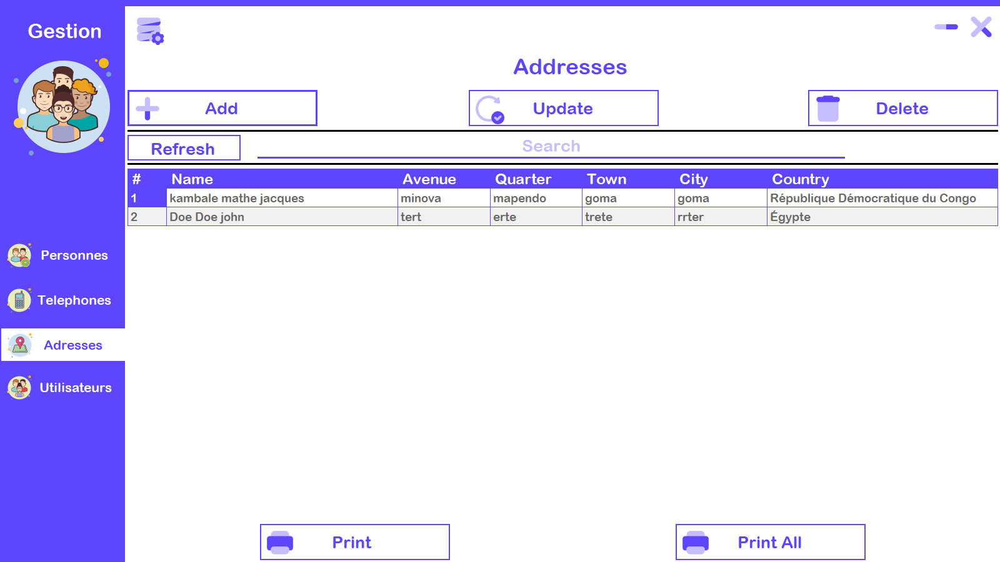 Gestion
Addresses
Add
Update
Delete
Refresh
Search
# Name Avenue Quarter Town City Country
1 kambale mathe jacques minova mapendo goma goma République Démocratique du Congo
2 Doe Doe john tert erte trete rrter Égypte
Personnes
Telephones
Adresses
Utilisateurs
Print
Print All